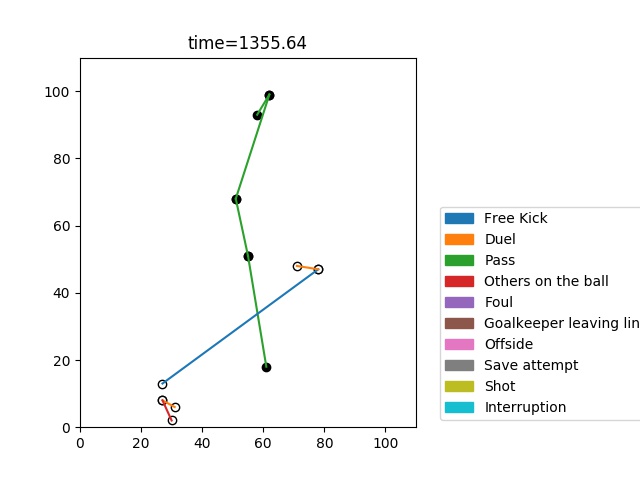 time=1355.64
100
80
60
40
20
0
0 20 40 60 80 100
Free Kick
Duel
Pass
Others on the ball
Foul
Goalkeeper leaving lin
Offside
Save attempt
Shot
Interruption